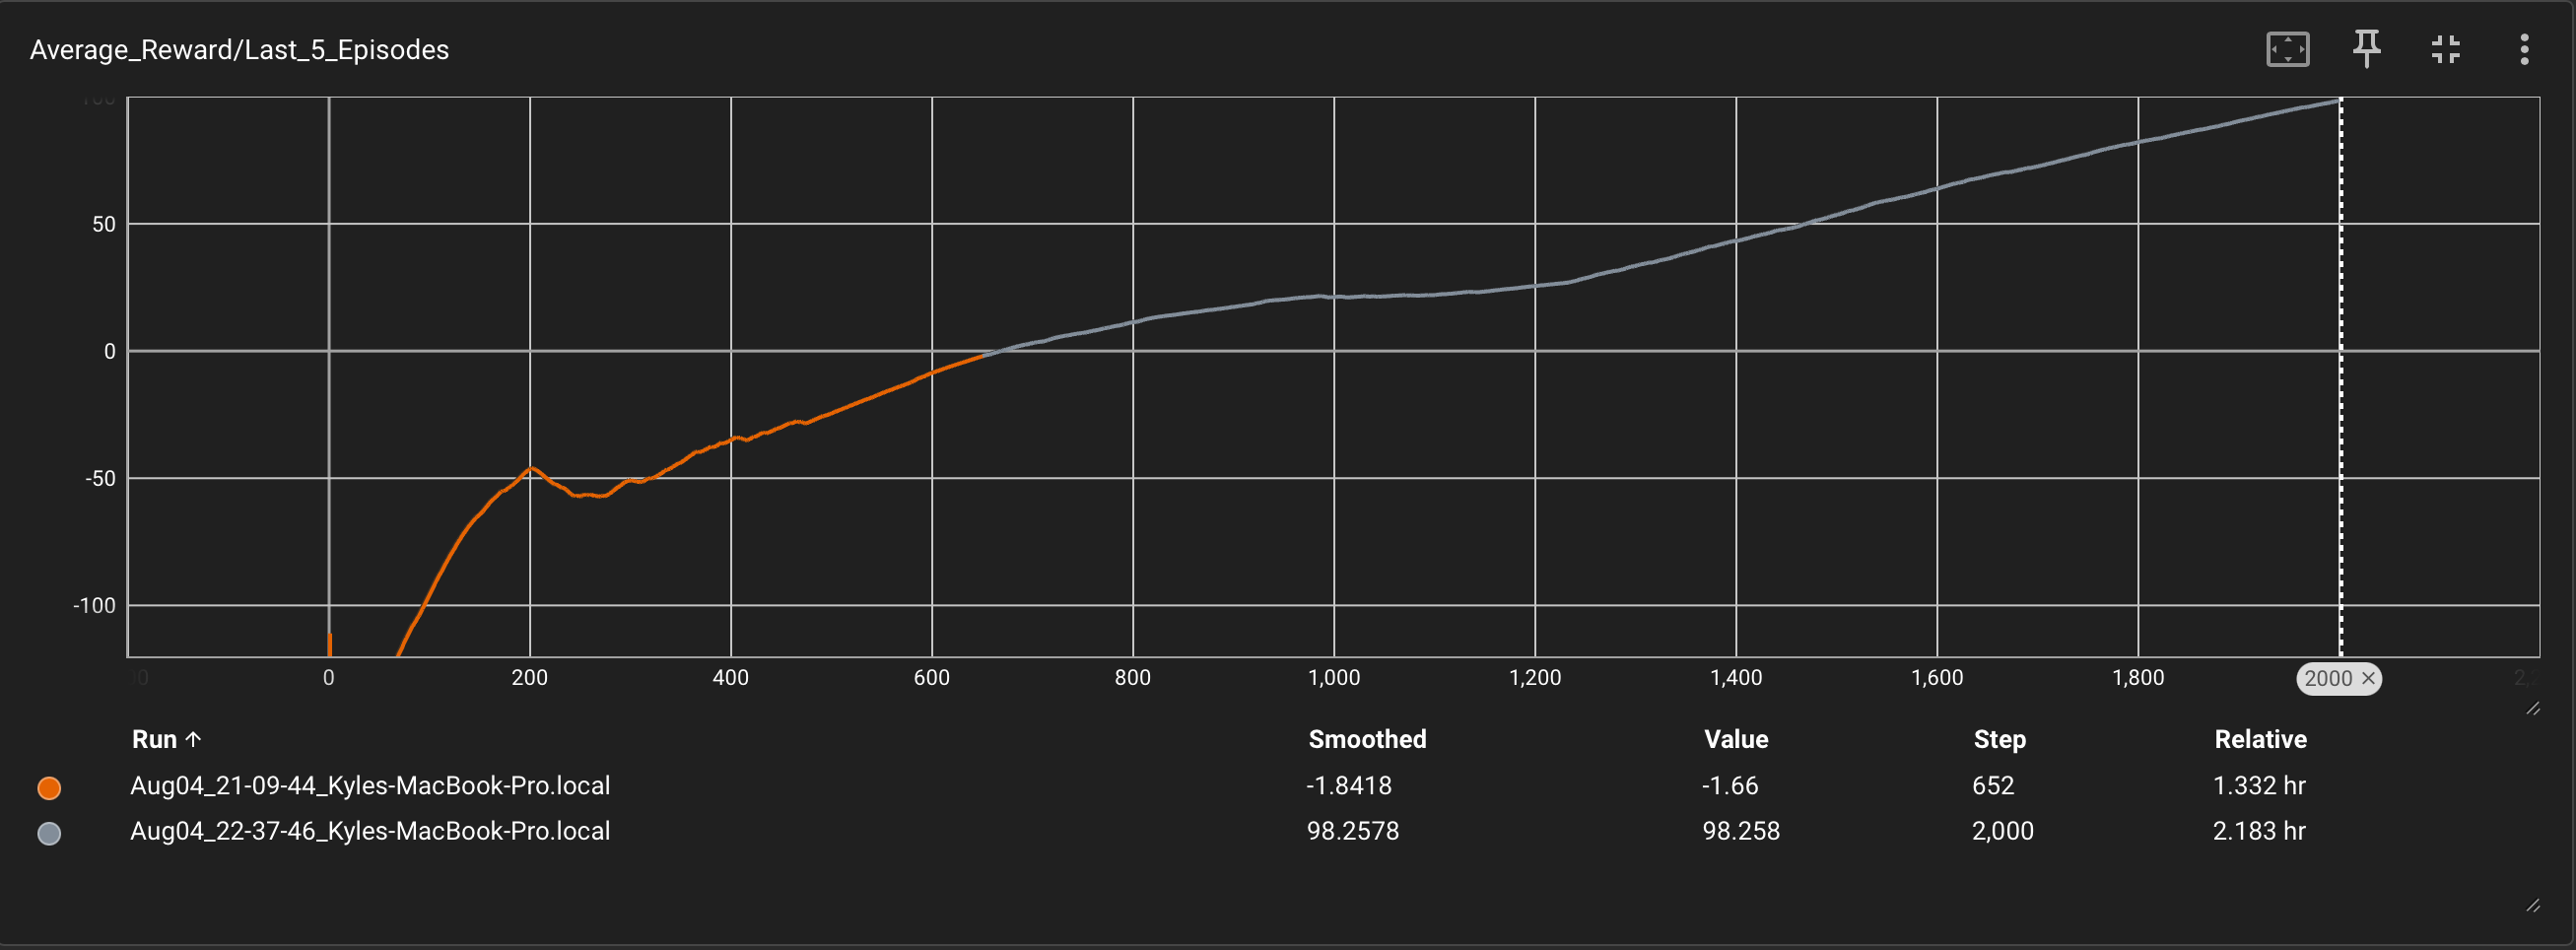 Average_Reward/Last_5_Episodes
100
50
0
-50
-100
0 200 400 600 800 1,000 1,200 1,400 1,600 1,800 2000 ×
Run ↑ Smoothed Value Step Relative
Aug04_21-09-44_Kyles-MacBook-Pro.local -1.8418 -1.66 652 1.332 hr
Aug04_22-37-46_Kyles-MacBook-Pro.local 98.2578 98.258 2,000 2.183 hr